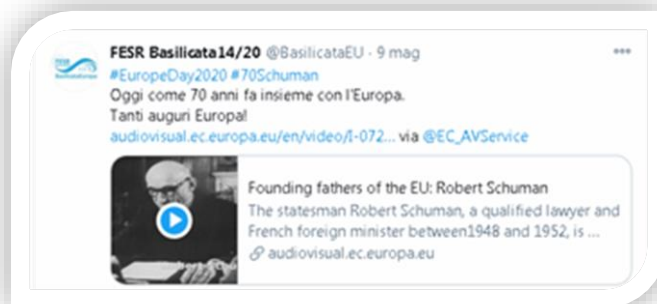 FESR Basilicata14/20 @BasilicataEU · 9 mag
#EuropeDay2020 #70Schuman
Oggi come 70 anni fa insieme con l'Europa.
Tanti auguri Europa!
audiovisual.ec.europa.eu/en/video/I-072... via @EC_AVService
Founding fathers of the EU: Robert Schuman
The statesman Robert Schuman, a qualified lawyer and
French foreign minister between1948 and 1952, is ...
audiovisual.ec.europa.eu